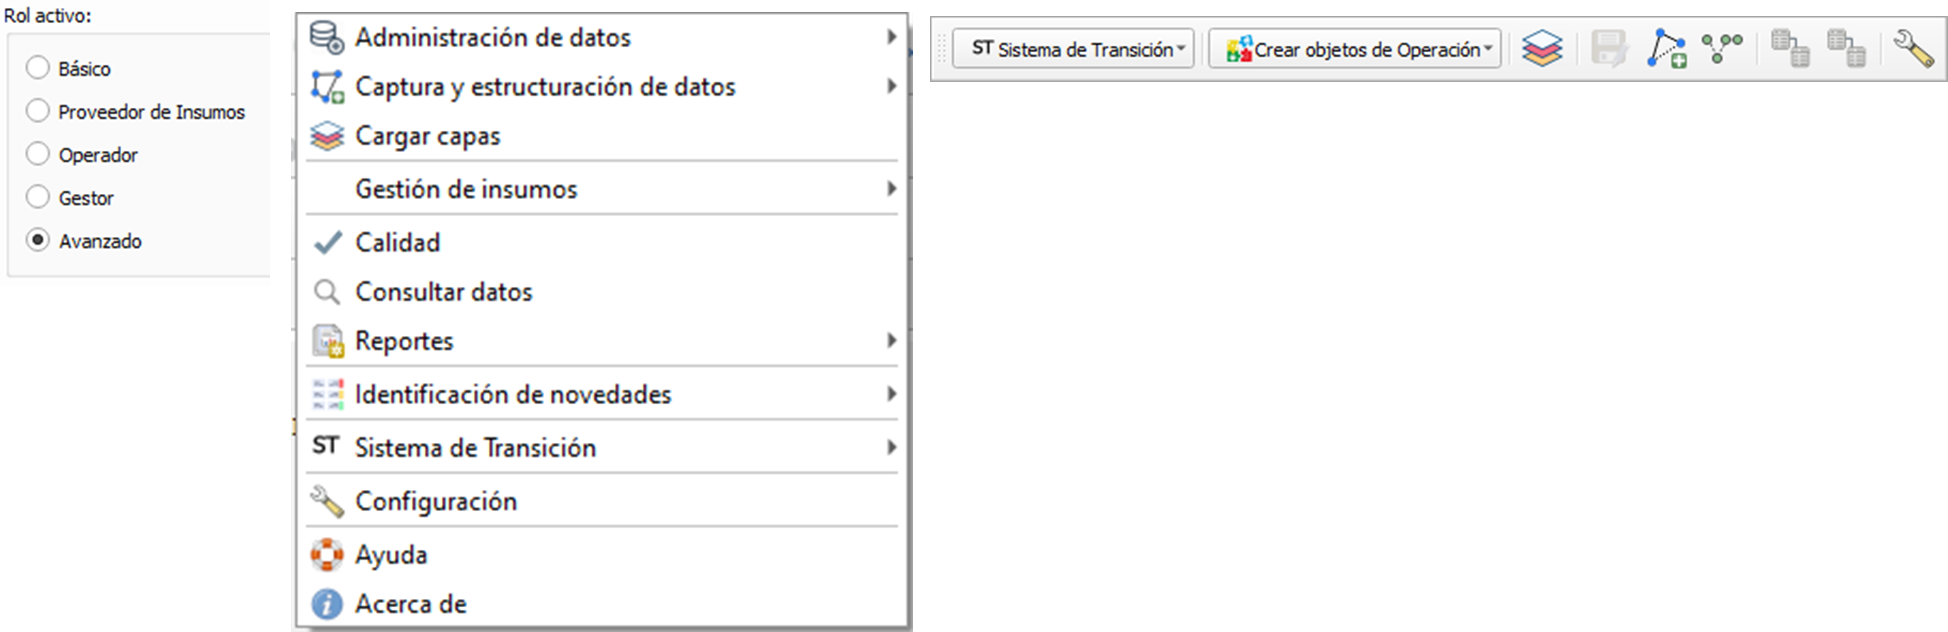 Rol activo:
Básico
Proveedor de Insumos
Operador
Gestor
Avanzado
Administración de datos
Captura y estructuración de datos
Cargar capas
Gestión de insumos
Calidad
Consultar datos
Reportes
Identificación de novedades
ST Sistema de Transición
Configuración
Ayuda
Acerca de
ST Sistema de Transición
Crear objetos de Operación